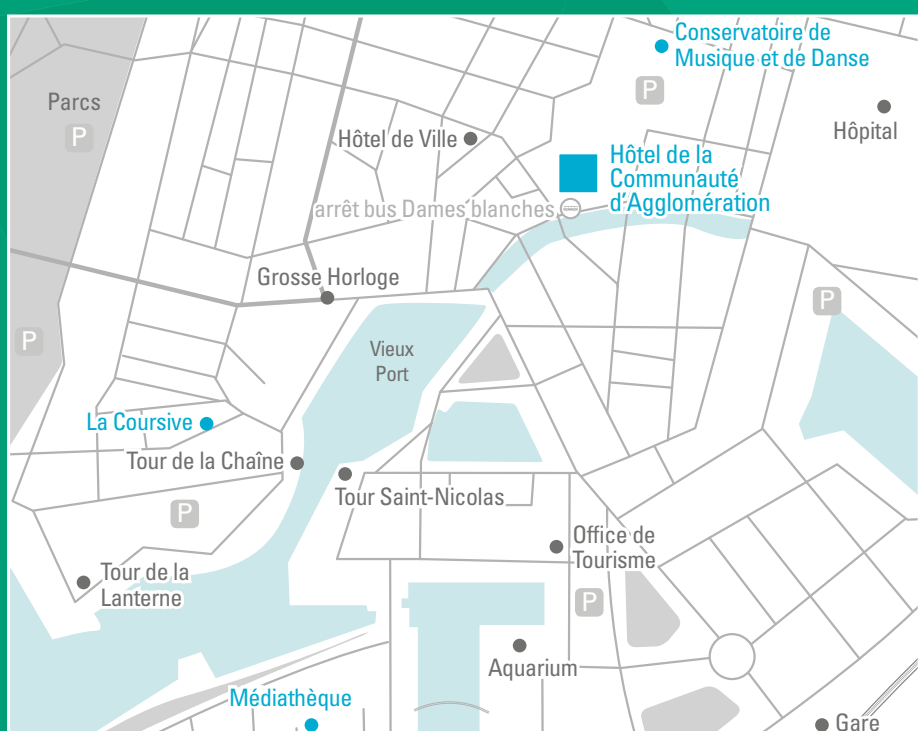 Conservatoire de
Musique et de Danse
P
Parcs
P
Hôpital
Hôtel de Ville
Hôtel de la
Communauté
d'Agglomération
arrêt bus Dames blanches
Grosse Horloge
P
P
Vieux
Port
La Coursive
Tour de la Chaîne
Tour Saint-Nicolas
P
Office de
Tourisme
Tour de la
Lanterne
P
Aquarium
Médiathèque
Gare